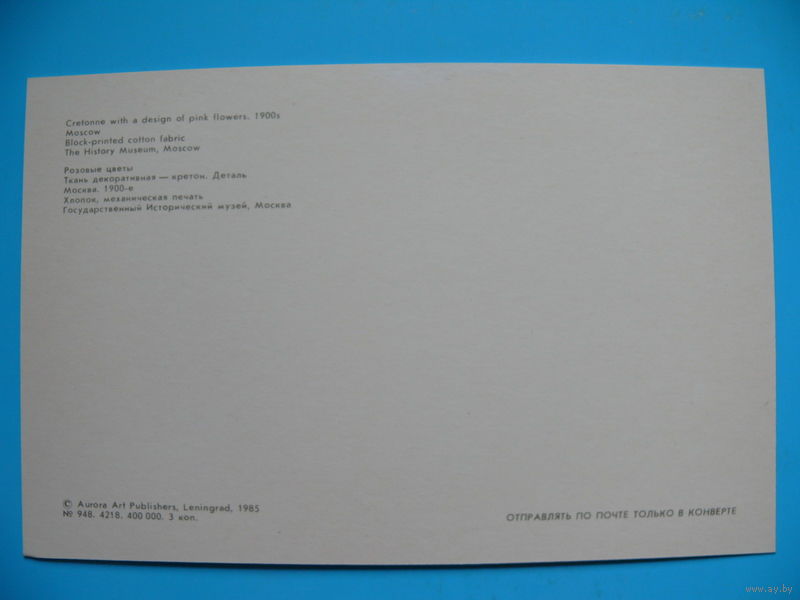 Cretonne with a design of pink flowers. 1900s
Moscow
Block-printed cotton fabric
The History Museum, Moscow
Розовые цветы
Ткань декоративная — кретон. Деталь
Москва. 1900-е
Хлопок, механическая печать
Государственный Исторический музей, Москва
© Aurora Art Publishers, Leningrad, 1985
№ 948. 4218. 400 000. 3 коп.
ОТПРАВЛЯТЬ ПО ПОЧТЕ ТОЛЬКО В КОНВЕРТЕ
www.ay.by